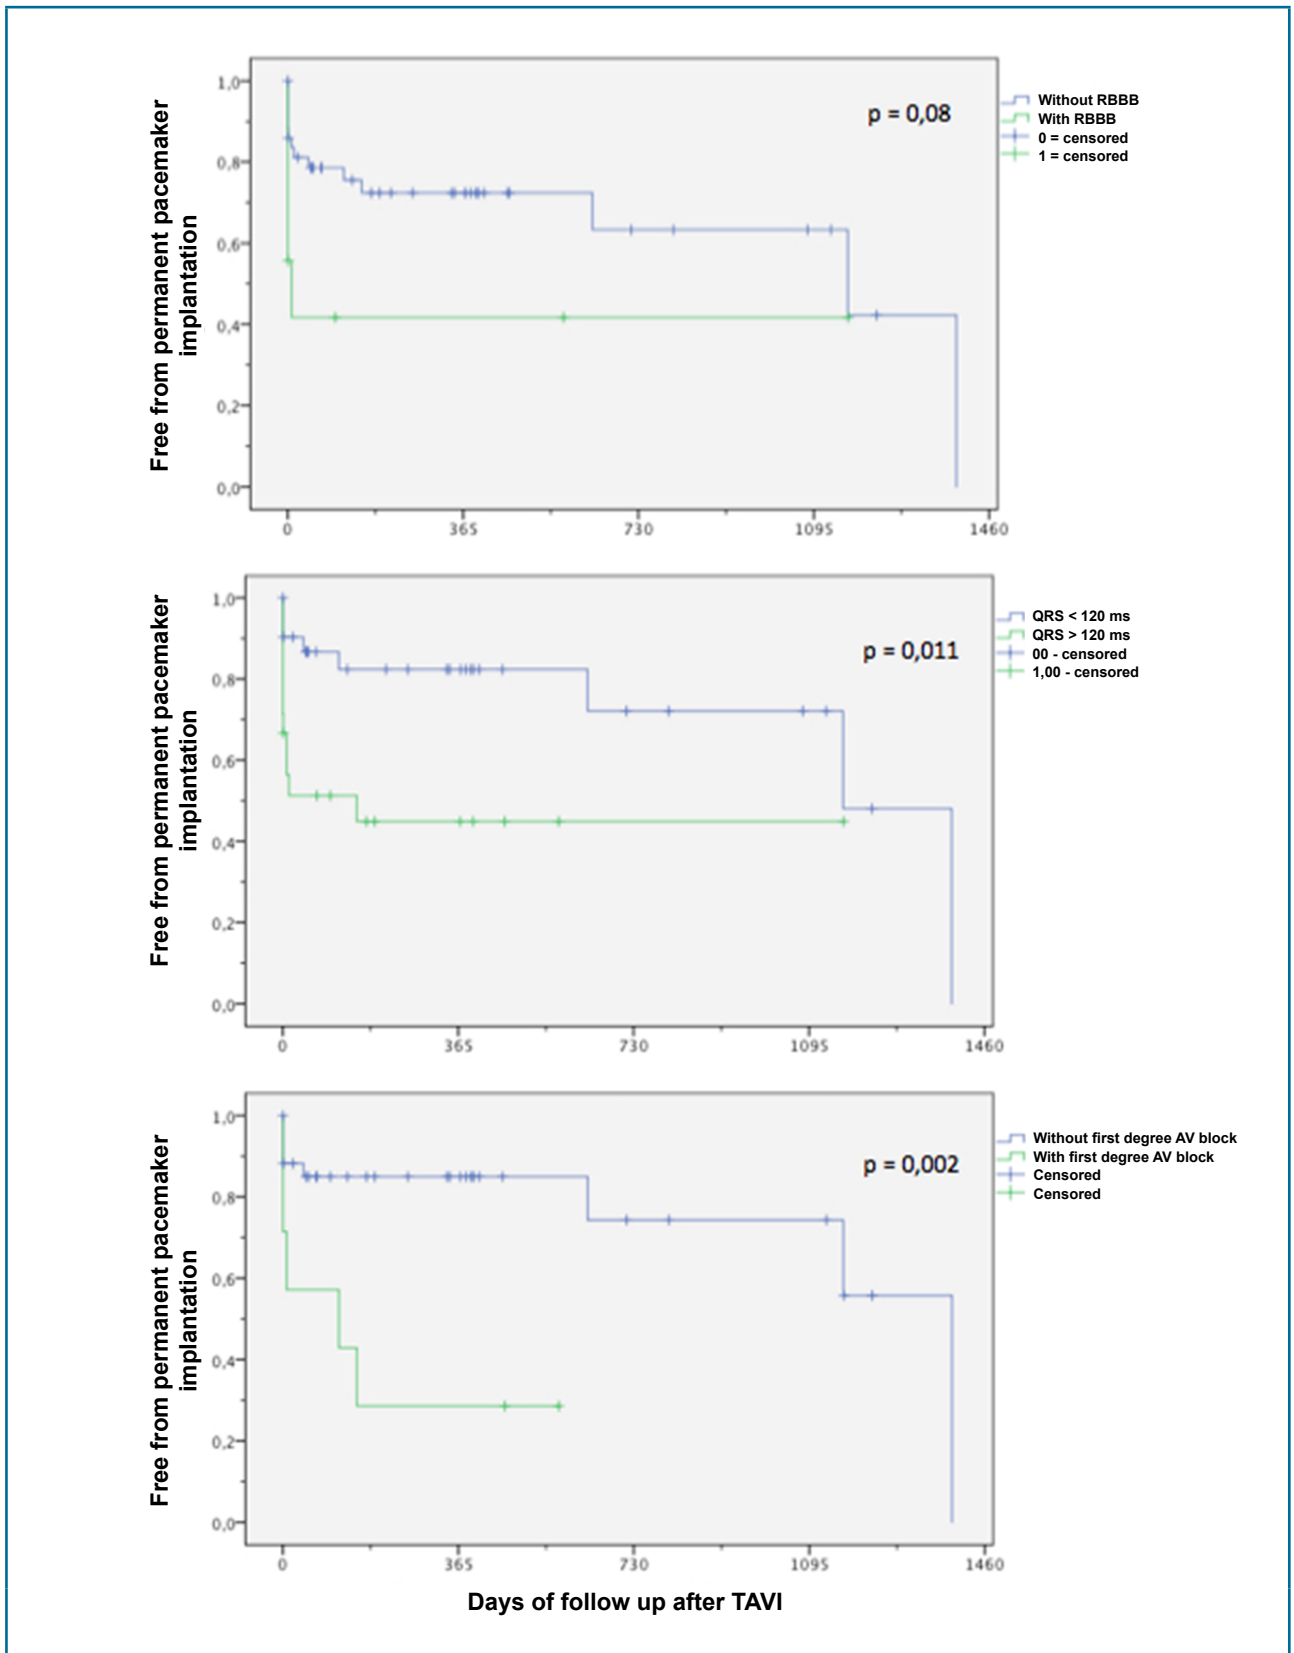 Free from permanent pacemaker
implantation
1,0
0,8
0,6
0,4
0,2
0,0
p = 0,08
0
365
730
1095
1460
Without RBBB
With RBBB
0 = censored
1 = censored
Free from permanent pacemaker
implantation
1,0
0,8
0,6
0,4
0,2
0,0
p = 0,011
0
365
730
1095
1460
QRS < 120 ms
QRS > 120 ms
00 - censored
1,00 - censored
Free from permanent pacemaker
implantation
1,0
0,8
0,6
0,4
0,2
0,0
p = 0,002
0
365
730
1095
1460
Without first degree AV block
With first degree AV block
Censored
Censored
Days of follow up after TAVI